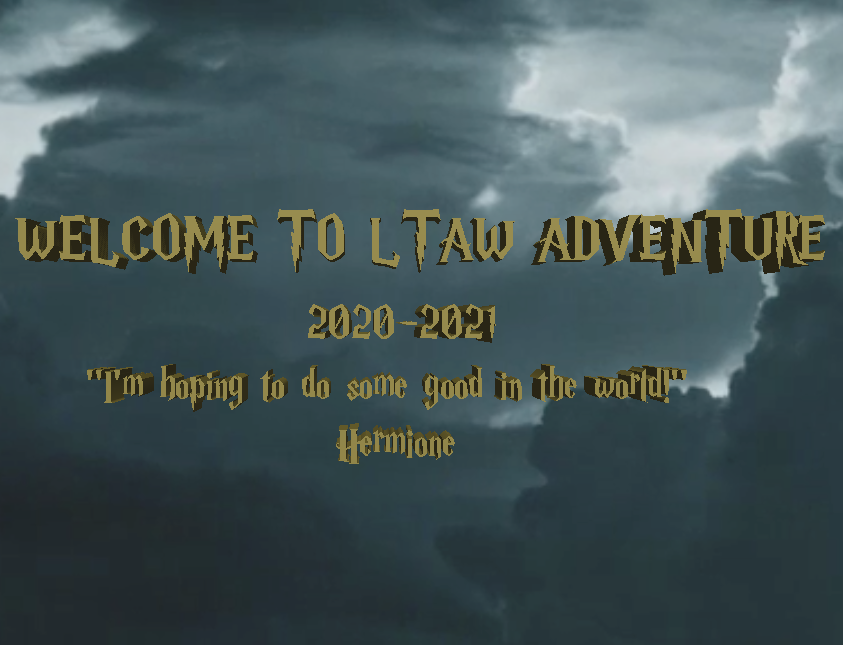 WELCOME TO LTAW ADVENTURE
2020-2021
"I'm hoping to do some good in the world!"
Hermione